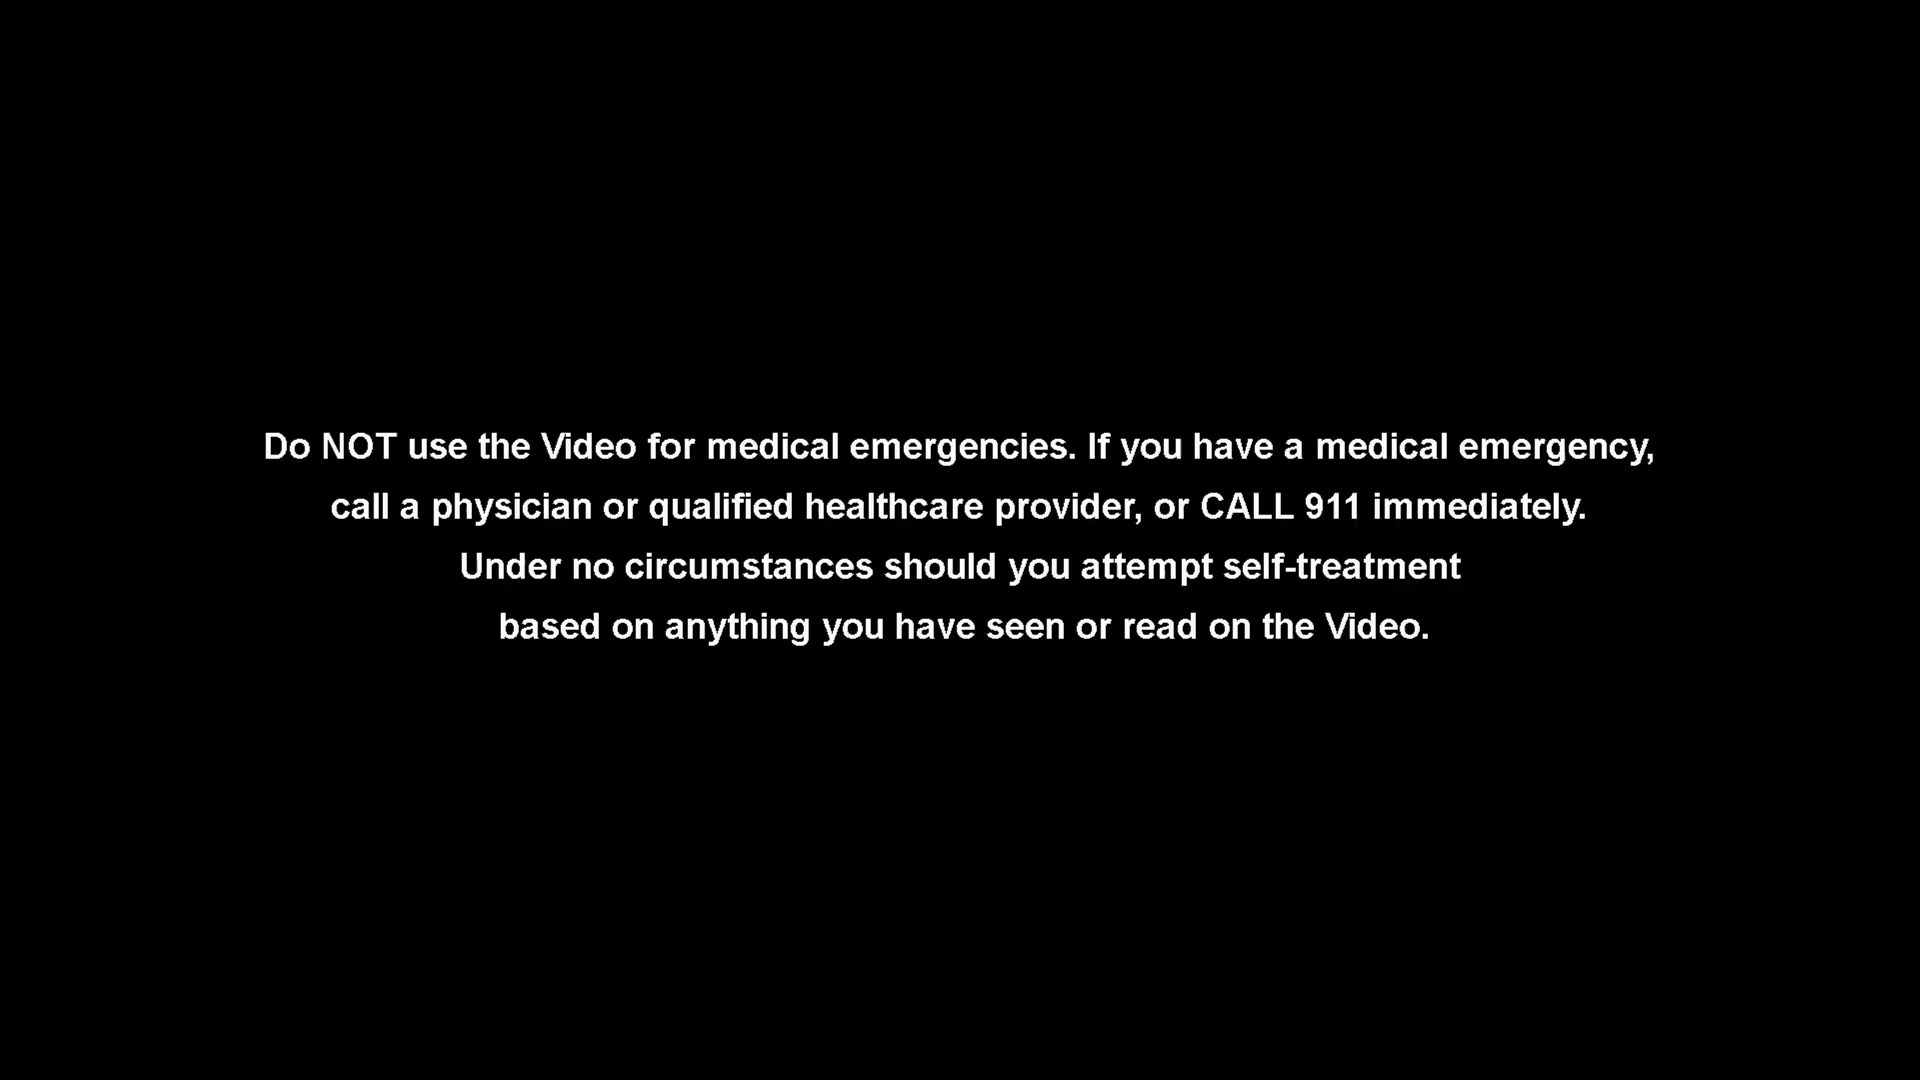 Do NOT use the Video for medical emergencies. If you have a medical emergency,
call a physician or qualified healthcare provider, or CALL 911 immediately.
Under no circumstances should you attempt self-treatment
based on anything you have seen or read on the Video.